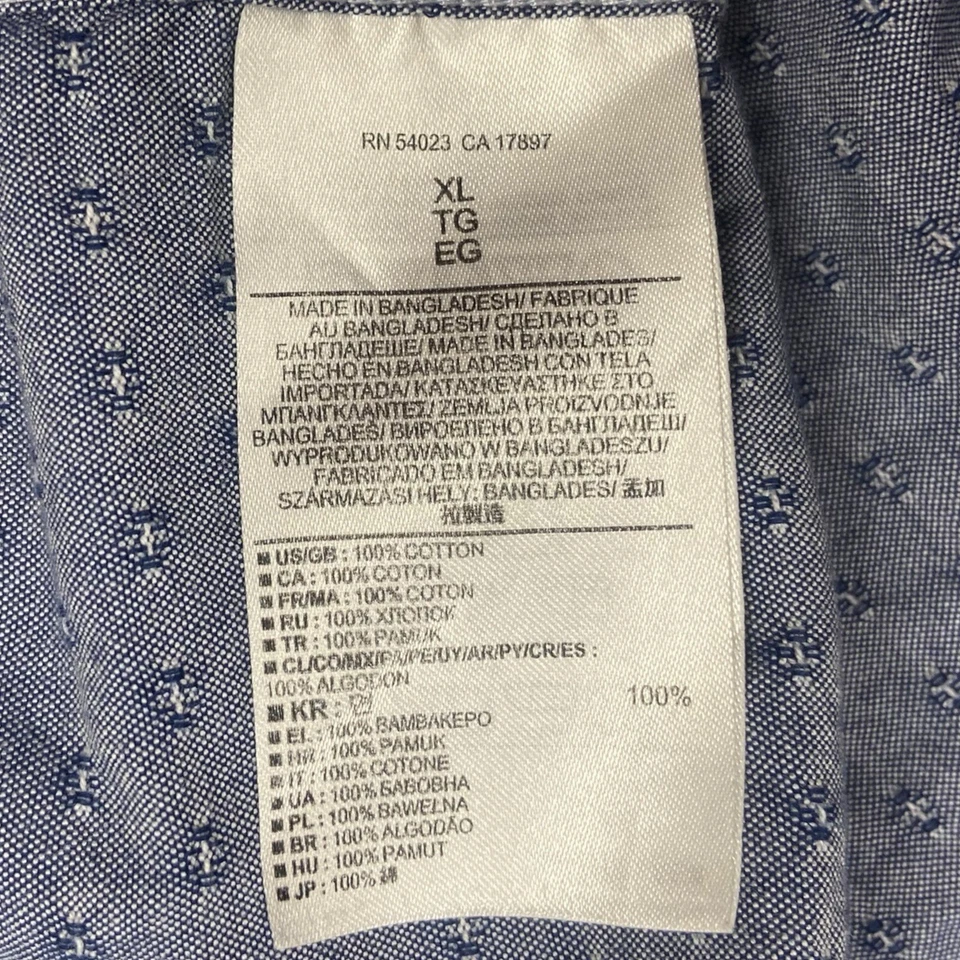 RN 54023 CA 17897
XL
TG
EG
MADE IN BANGLADESH/ FABRIQUE
AU BANGLADESH/ СДЕЛАНО В
БАНГЛАДЕШЕ/ MADE IN BANGLADEŞ/
HECHO EN BANGLADESH CON TELA
IMPORTADA/ ΚΑΤΑΣΚΕΥΑΣΤΗΚΕ ΣΤΟ
ΜΠΑΝΓΚΛΑΝΤΕΣ/ ZEMLJA PROIZVODNJE
BANGLADEŠ/ ВИРОБЛЕНО В БАНГЛАДЕШ/
WYPRODUKOWANO W BANGLADESZU/
FABRICADO EM BANGLADESH/
SZÁRMAZÁSI HELY: BANGLADES/ 孟加
拉製造
US/GB : 100% COTTON
CA : 100% COTON
FR/MA : 100% COTON
RU : 100% ХЛОПОК
TR : 100% PAMUK
CL/CO/MX/PA/PE/UY/AR/PY/CR/ES :
100% ALGODON
KR : 면 100%
EL : 100% ΒΑΜΒΑΚΕΡΟ
HR : 100% PAMUK
IT : 100% COTONE
UA : 100% БАВОВНА
PL : 100% BAWEŁNA
BR : 100% ALGODÃO
HU : 100% PAMUT
JP : 100% 綿